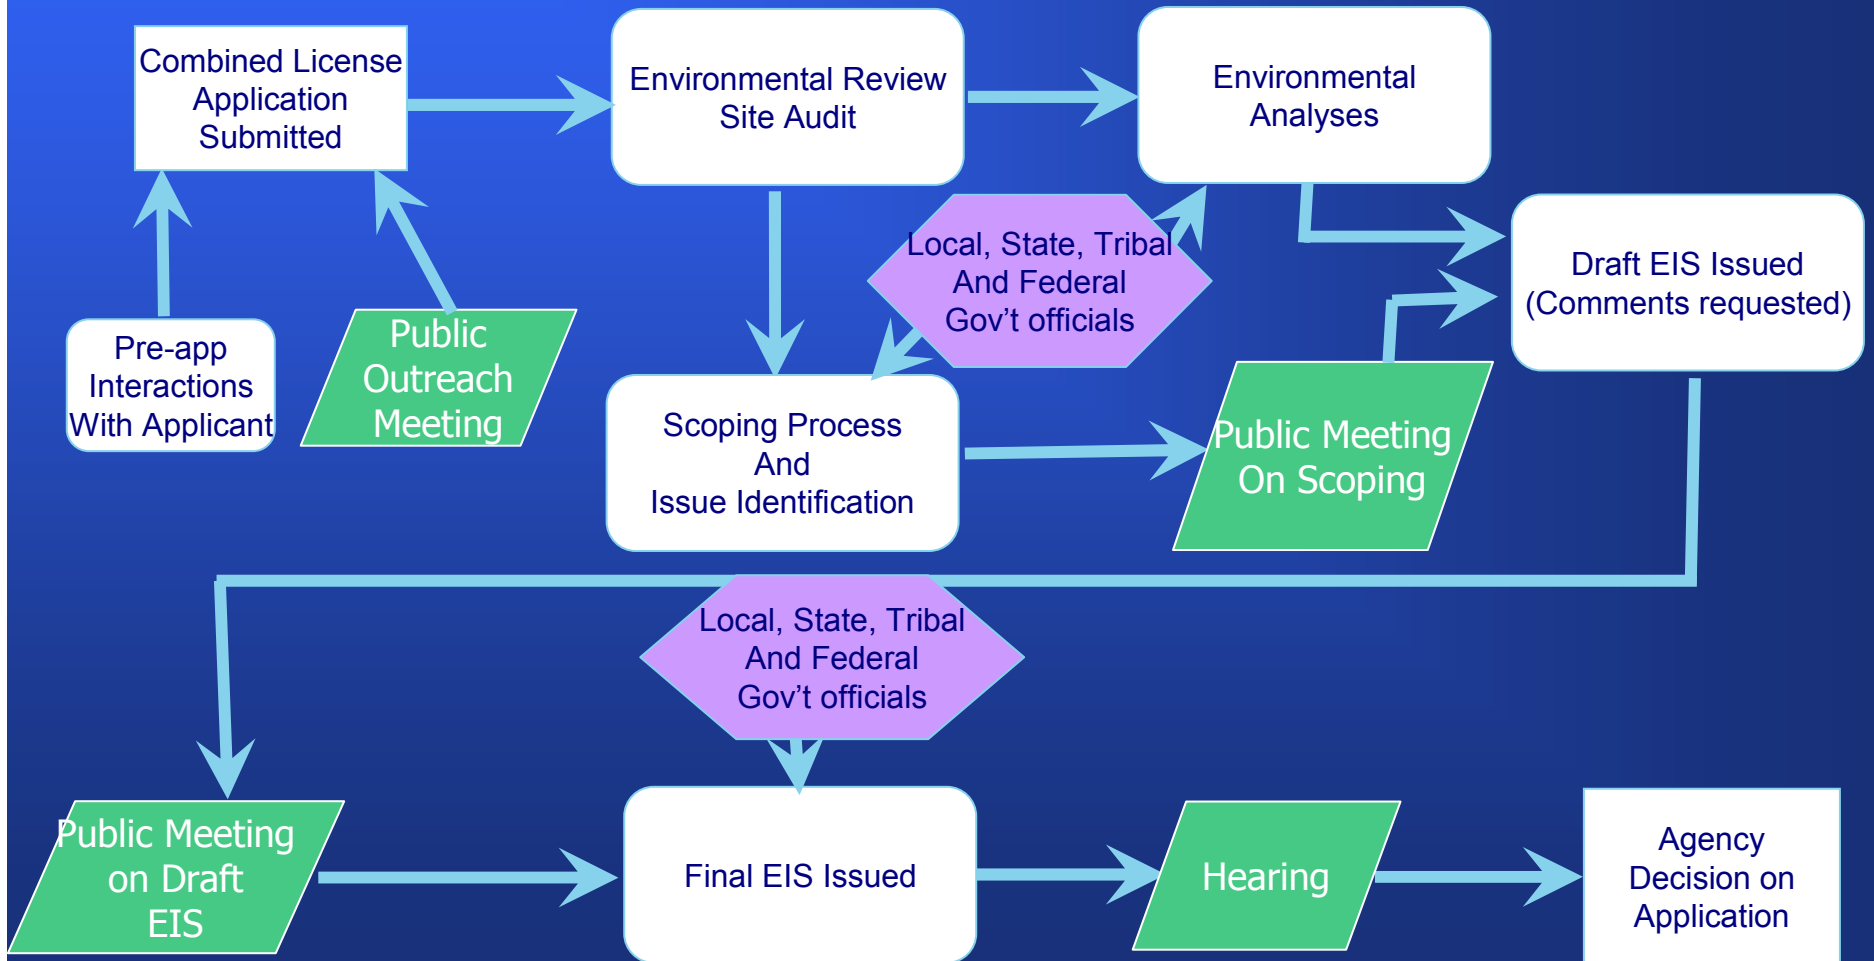 Combined License
Application
Submitted
Environmental Review
Site Audit
Environmental
Analyses
Local, State, Tribal
And Federal
Gov’t officials
Draft EIS Issued
(Comments requested)
Pre-app
Interactions
With Applicant
Public
Outreach
Meeting
Scoping Process
And
Issue Identification
Public Meeting
On Scoping
Local, State, Tribal
And Federal
Gov’t officials
Public Meeting
on Draft
EIS
Final EIS Issued
Hearing
Agency
Decision on
Application